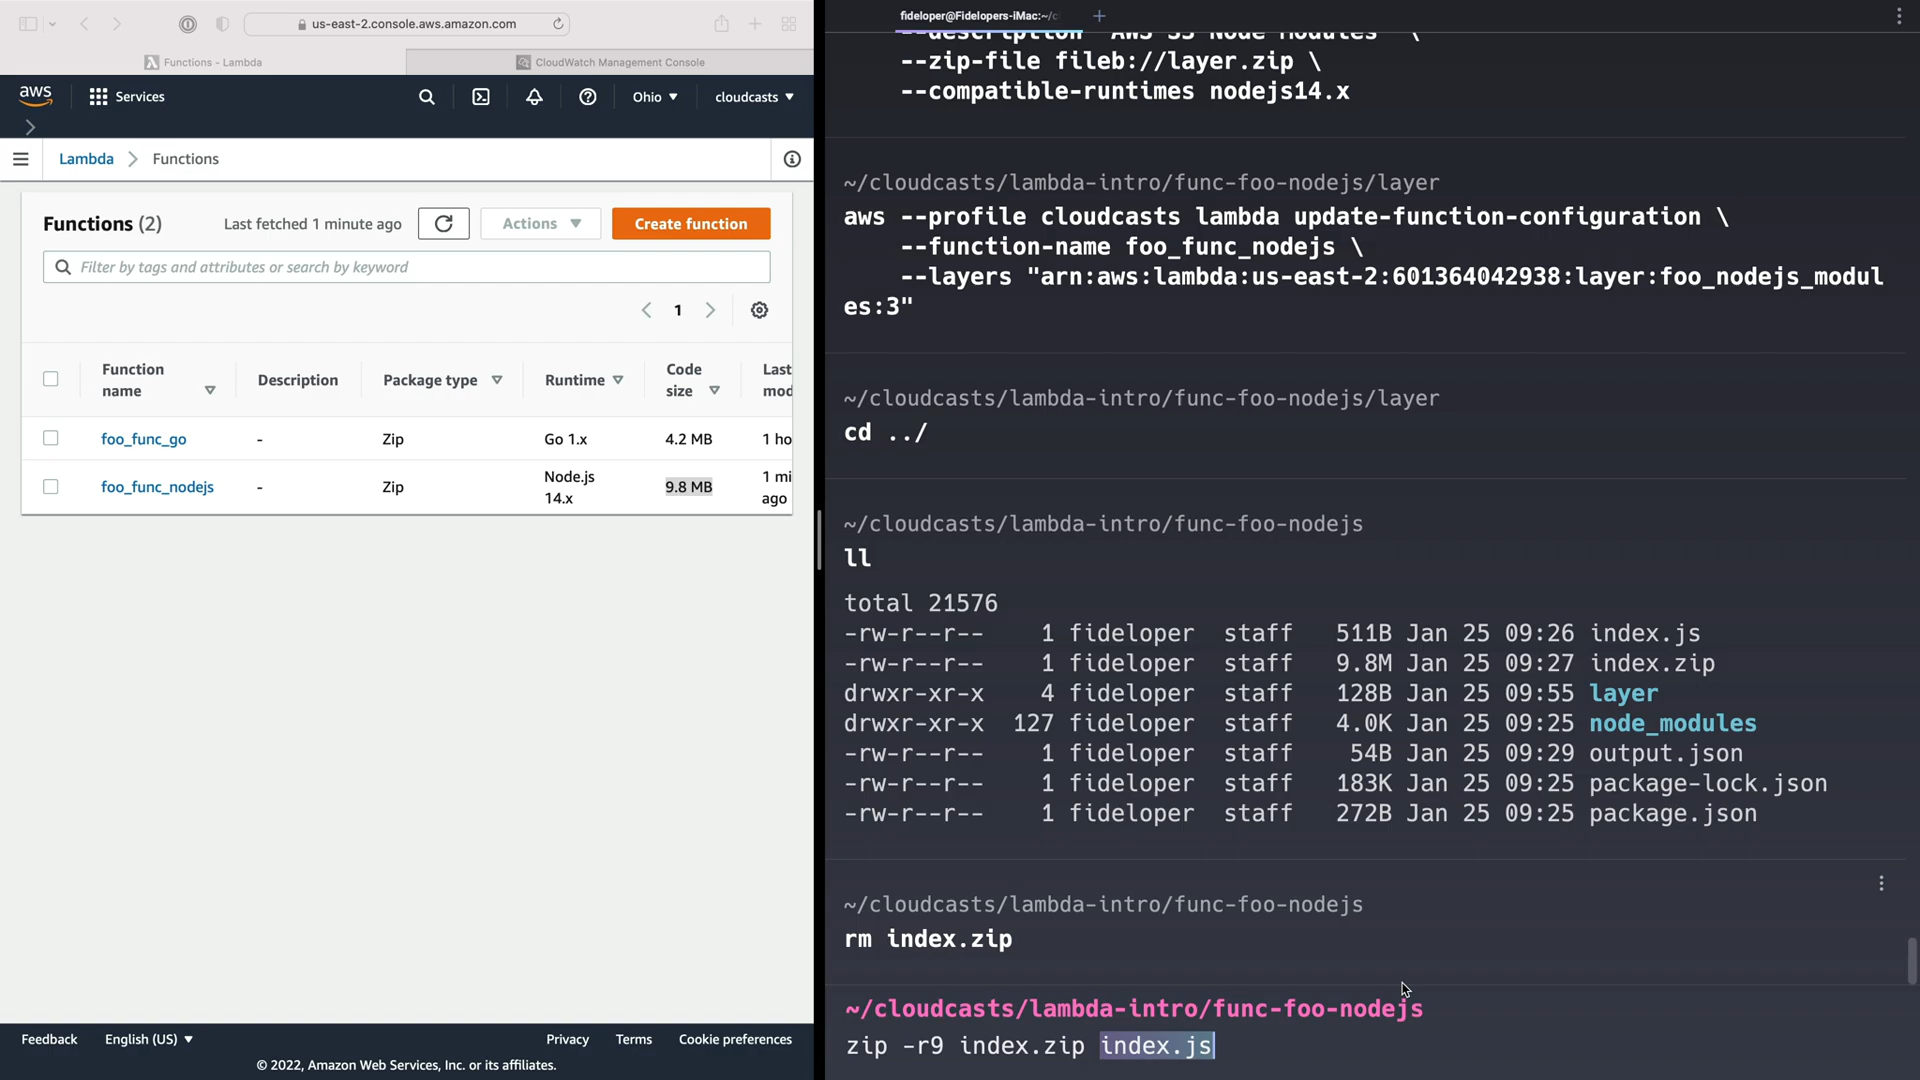 us-east-2.console.aws.amazon.com
Functions - Lambda
CloudWatch Management Console
aws
Services
Ohio ▼
cloudcasts ▼
Lambda > Functions
Functions (2)
Last fetched 1 minute ago
Actions ▼
Create function
Filter by tags and attributes or search by keyword
1
Function name
Description
Package type
Runtime
Code size
Last
foo_func_go
-
Zip
Go 1.x
4.2 MB
1 ho
foo_func_nodejs
-
Zip
Node.js 14.x
9.8 MB
1 mi
ago
Feedback
English (US) ▼
Privacy
Terms
Cookie preferences
© 2022, Amazon Web Services, Inc. or its affiliates.
fideloper@Fidelopers-iMac:~/c
--description "AWS S3 Node Modules" \
--zip-file fileb://layer.zip \
--compatible-runtimes nodejs14.x
~/cloudcasts/lambda-intro/func-foo-nodejs/layer
aws --profile cloudcasts lambda update-function-configuration \
--function-name foo_func_nodejs \
--layers "arn:aws:lambda:us-east-2:601364042938:layer:foo_nodejs_modul
es:3"
~/cloudcasts/lambda-intro/func-foo-nodejs/layer
cd ../
~/cloudcasts/lambda-intro/func-foo-nodejs
ll
total 21576
-rw-r--r-- 1 fideloper staff 511B Jan 25 09:26 index.js
-rw-r--r-- 1 fideloper staff 9.8M Jan 25 09:27 index.zip
drwxr-xr-x 4 fideloper staff 128B Jan 25 09:55 layer
drwxr-xr-x 127 fideloper staff 4.0K Jan 25 09:25 node_modules
-rw-r--r-- 1 fideloper staff 54B Jan 25 09:29 output.json
-rw-r--r-- 1 fideloper staff 183K Jan 25 09:25 package-lock.json
-rw-r--r-- 1 fideloper staff 272B Jan 25 09:25 package.json
~/cloudcasts/lambda-intro/func-foo-nodejs
rm index.zip
~/cloudcasts/lambda-intro/func-foo-nodejs
zip -r9 index.zip index.js